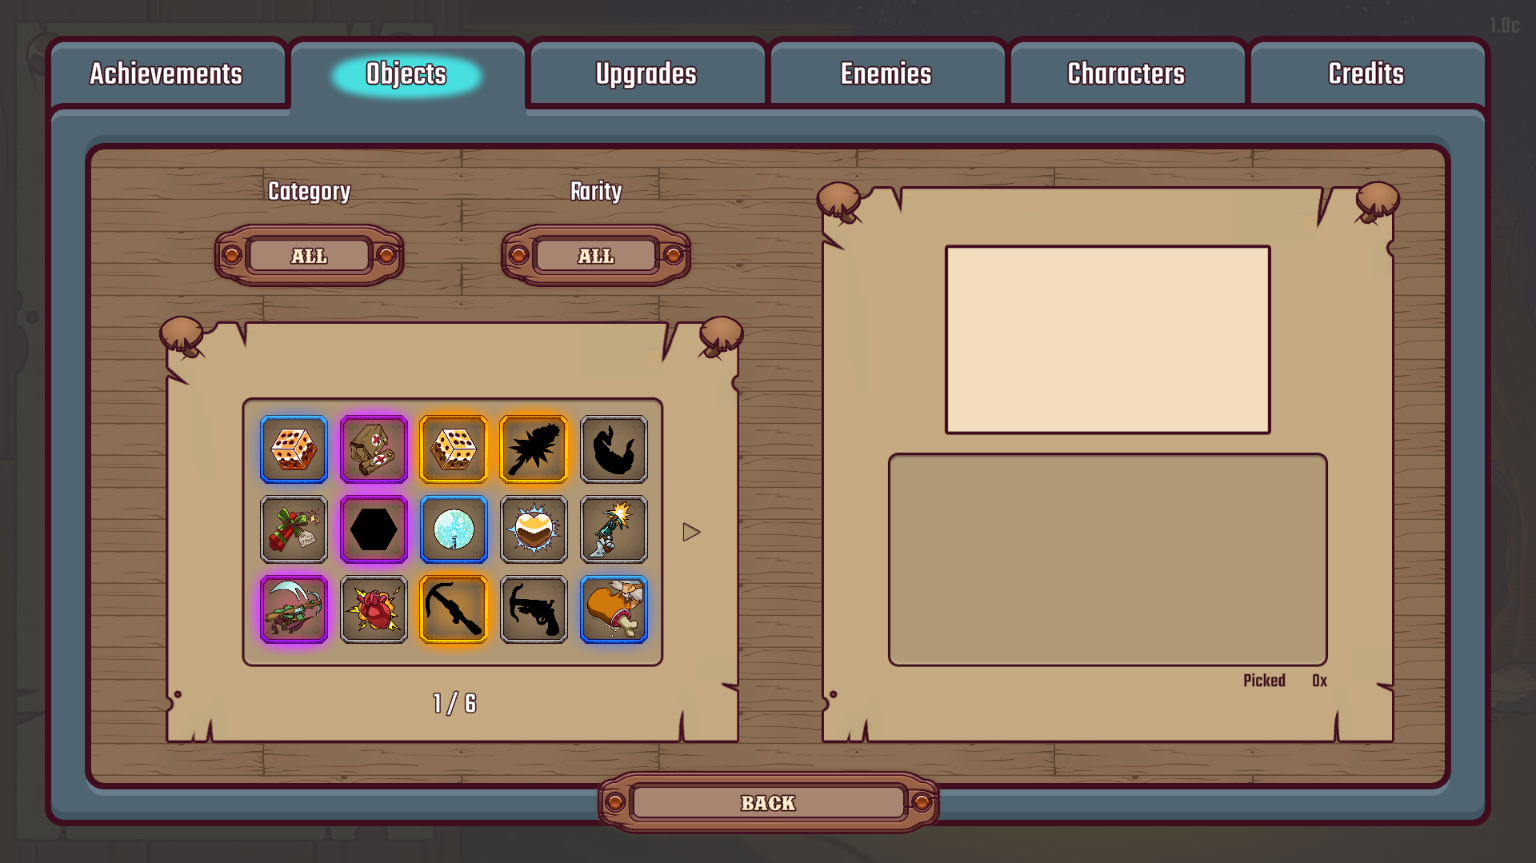 1.0c
Achievements
Objects
Upgrades
Enemies
Characters
Credits
Category
Rarity
ALL
ALL
1 / 6
Picked 0x
BACK